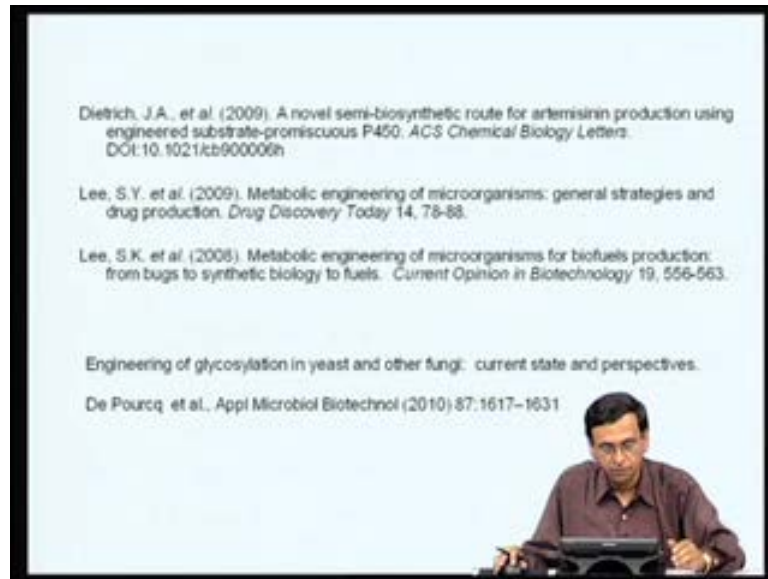 Dietrich, J.A., et al. (2009). A novel semi-biosynthetic route for artemisinin production using
engineered substrate-promiscuous P450. ACS Chemical Biology Letters.
DOI:10.1021/cb900006h
Lee, S.Y. et al. (2009). Metabolic engineering of microorganisms: general strategies and
drug production. Drug Discovery Today 14, 78-88.
Lee, S.K. et al. (2008). Metabolic engineering of microorganisms for biofuels production:
from bugs to synthetic biology to fuels. Current Opinion in Biotechnology 19, 556-563.
Engineering of glycosylation in yeast and other fungi: current state and perspectives.
De Pourcq et al., Appl Microbiol Biotechnol (2010) 87:1617–1631